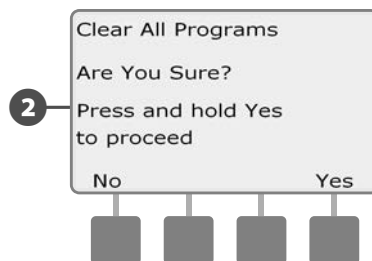 Clear All Programs
Are You Sure?
2
Press and hold Yes
to proceed
No Yes